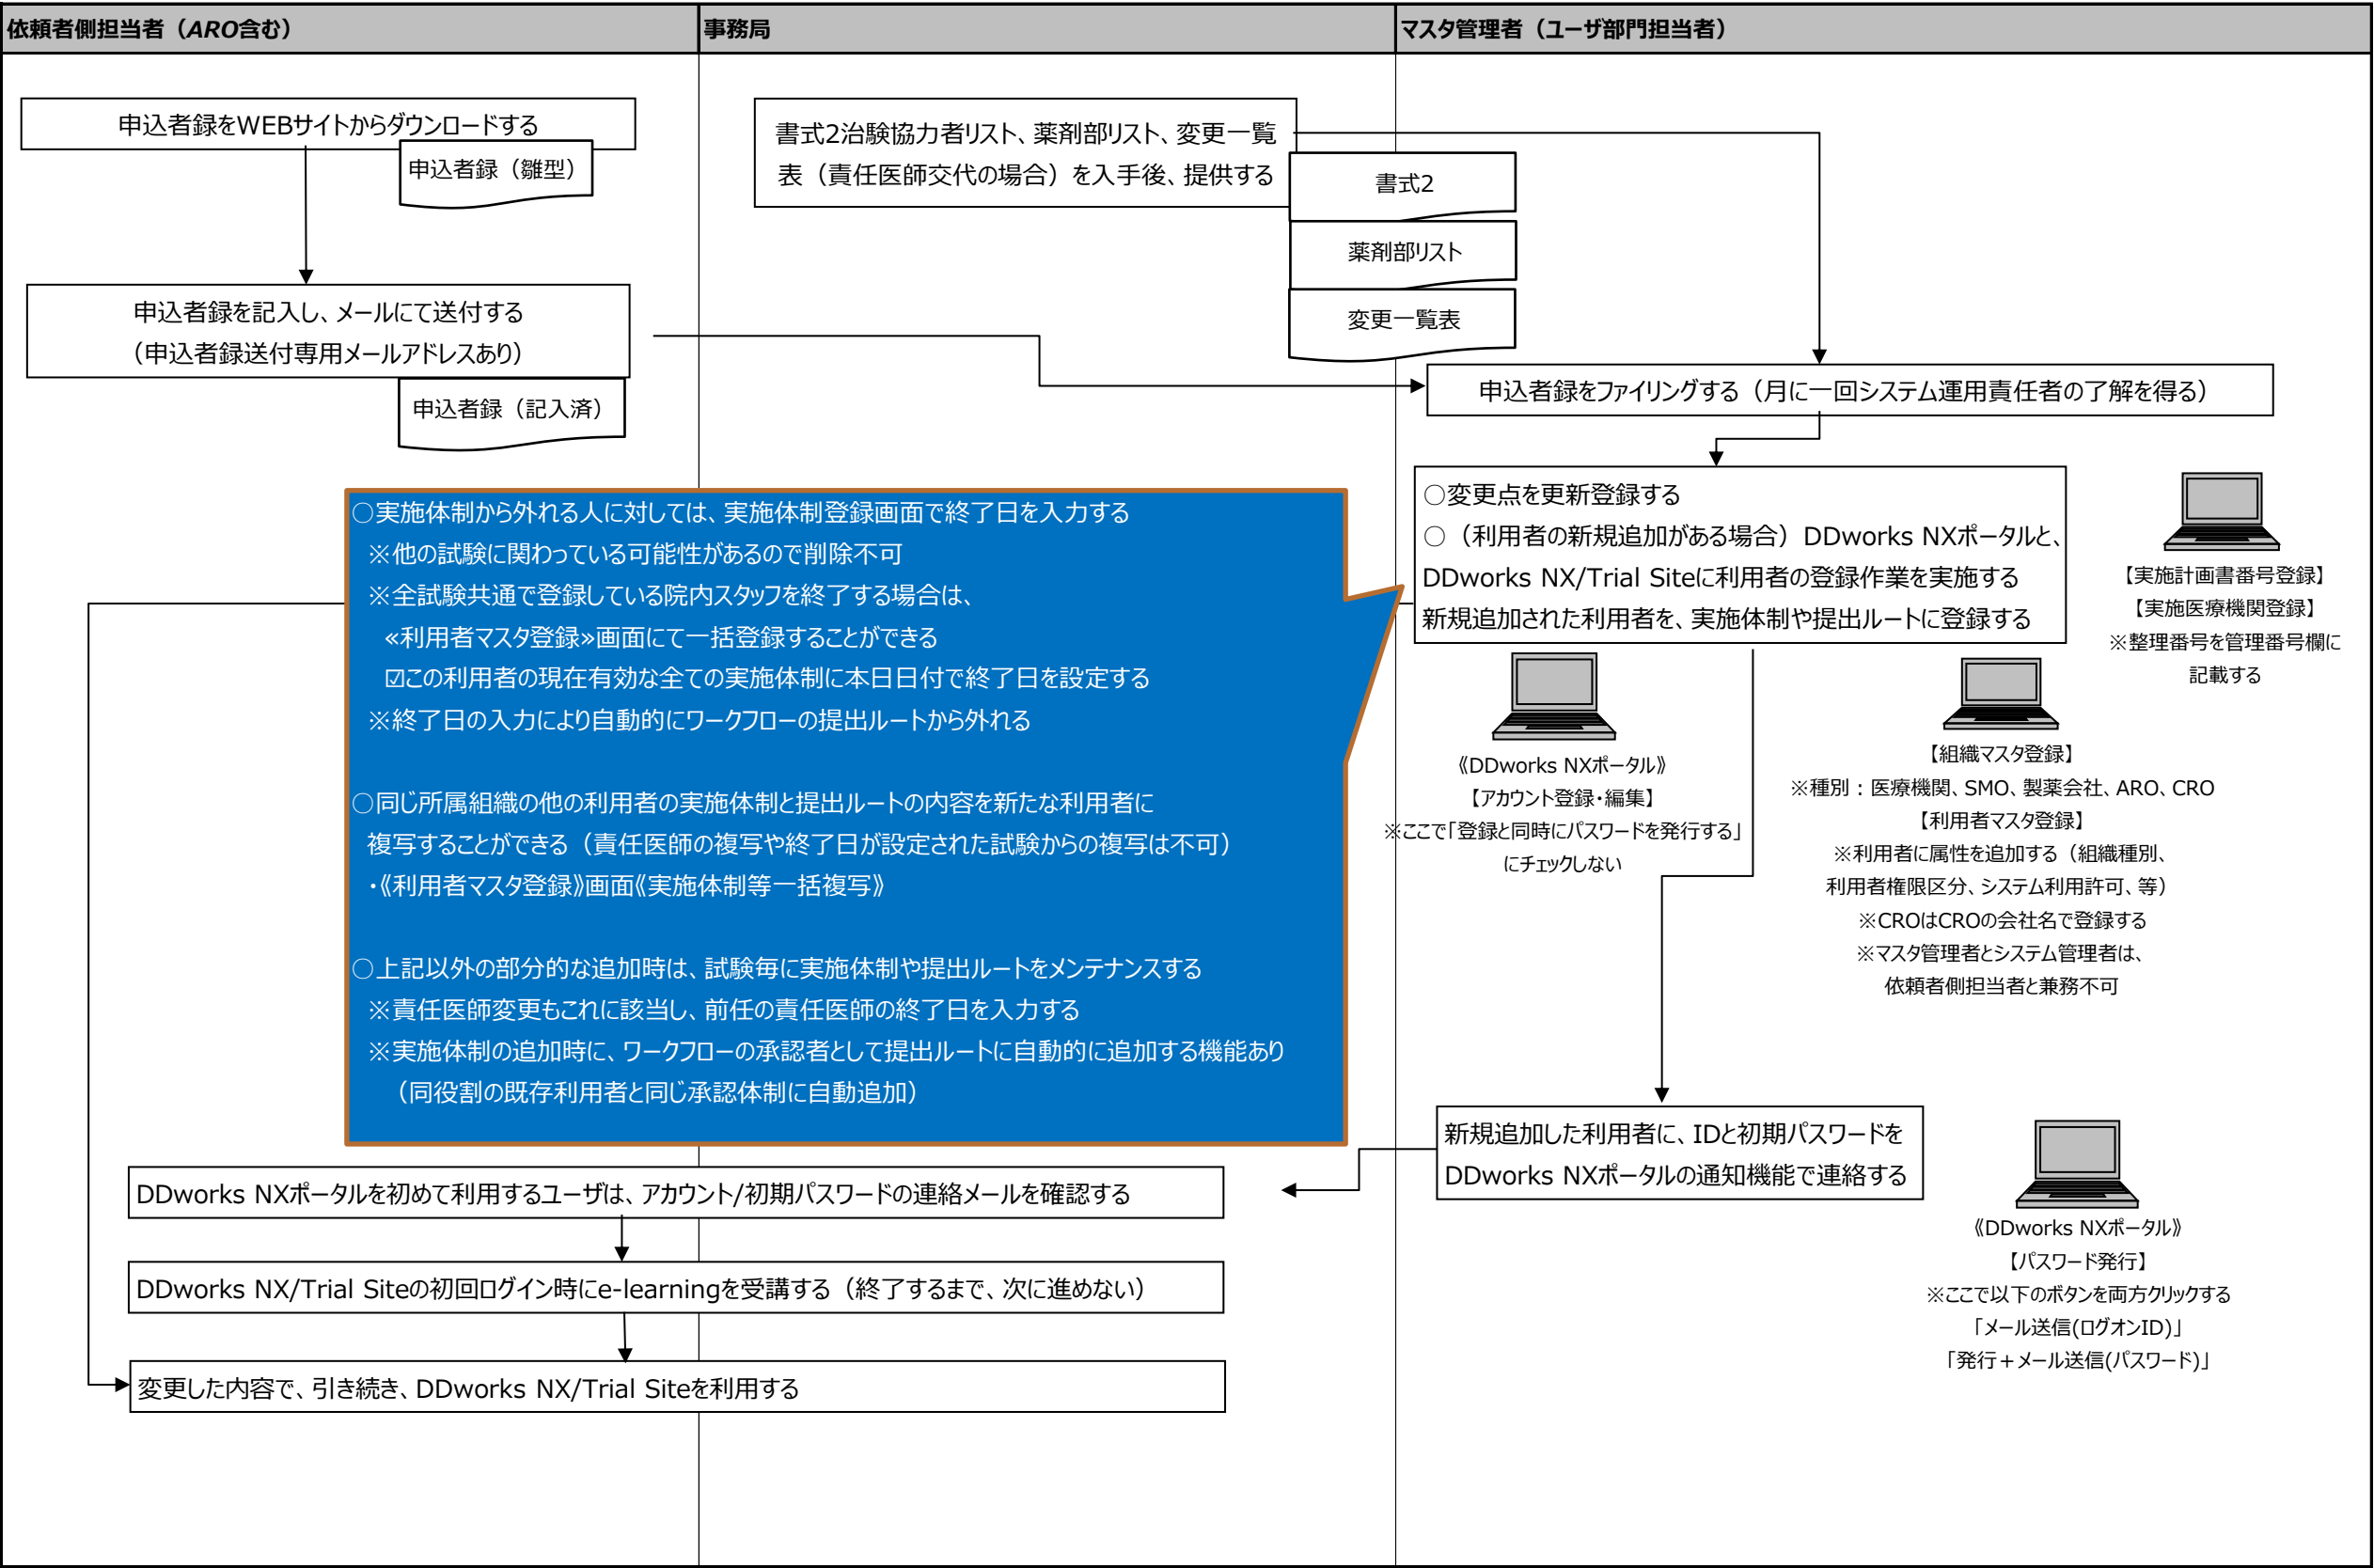 依頼者側担当者（ARO含む）
事務局
マスタ管理者（ユーザ部門担当者）
申込者録をWEBサイトからダウンロードする
申込者録（雛型）
申込者録を記入し、メールにて送付する
（申込者録送付専用メールアドレスあり）
申込者録（記入済）
書式2治験協力者リスト、薬剤部リスト、変更一覧
表（責任医師交代の場合）を入手後、提供する
書式2
薬剤部リスト
変更一覧表
申込者録をファイリングする（月に一回システム運用責任者の了解を得る）
○変更点を更新登録する
○（利用者の新規追加がある場合）DDworks NXポータルと、
DDworks NX/Trial Siteに利用者の登録作業を実施する
新規追加された利用者を、実施体制や提出ルートに登録する
【実施計画書番号登録】
【実施医療機関登録】
※整理番号を管理番号欄に
記載する
○実施体制から外れる人に対しては、実施体制登録画面で終了日を入力する
※他の試験に関わっている可能性があるので削除不可
※全試験共通で登録している院内スタッフを終了する場合は、
≪利用者マスタ登録≫画面にて一括登録することができる
☑この利用者の現在有効な全ての実施体制に本日日付で終了日を設定する
※終了日の入力により自動的にワークフローの提出ルートから外れる
○同じ所属組織の他の利用者の実施体制と提出ルートの内容を新たな利用者に
複写することができる（責任医師の複写や終了日が設定された試験からの複写は不可）
・《利用者マスタ登録》画面《実施体制等一括複写》
○上記以外の部分的な追加時は、試験毎に実施体制や提出ルートをメンテナンスする
※責任医師変更もこれに該当し、前任の責任医師の終了日を入力する
※実施体制の追加時に、ワークフローの承認者として提出ルートに自動的に追加する機能あり
（同役割の既存利用者と同じ承認体制に自動追加）
《DDworks NXポータル》
【アカウント登録・編集】
※ここで「登録と同時にパスワードを発行する」
にチェックしない
【組織マスタ登録】
※種別：医療機関、SMO、製薬会社、ARO、CRO
【利用者マスタ登録】
※利用者に属性を追加する（組織種別、
利用者権限区分、システム利用許可、等）
※CROはCROの会社名で登録する
※マスタ管理者とシステム管理者は、
依頼者側担当者と兼務不可
新規追加した利用者に、IDと初期パスワードを
DDworks NXポータルの通知機能で連絡する
《DDworks NXポータル》
【パスワード発行】
※ここで以下のボタンを両方クリックする
「メール送信(ログオンID)」
「発行＋メール送信(パスワード)」
DDworks NXポータルを初めて利用するユーザは、アカウント/初期パスワードの連絡メールを確認する
DDworks NX/Trial Siteの初回ログイン時にe-learningを受講する（終了するまで、次に進めない）
変更した内容で、引き続き、DDworks NX/Trial Siteを利用する